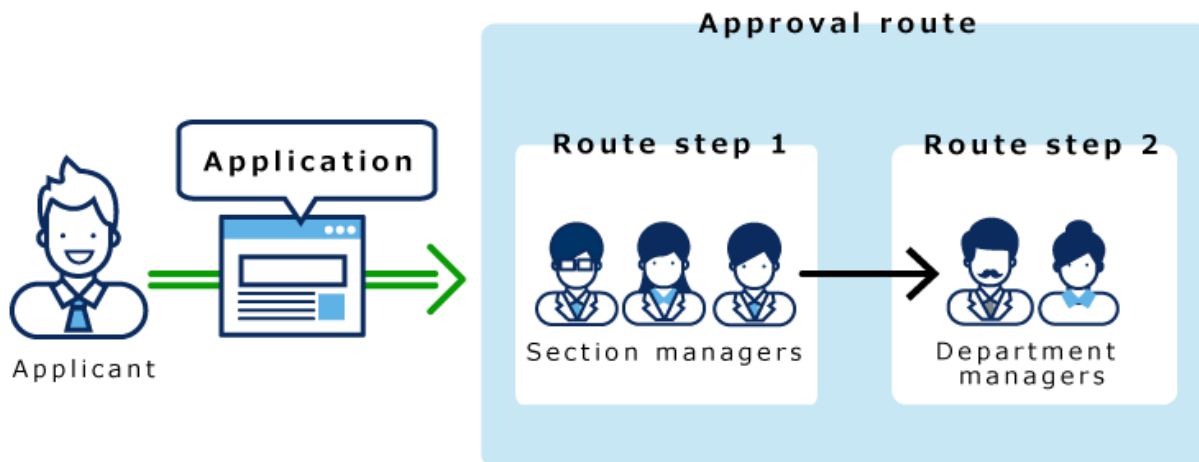 Approval route
Application
Route step 1
Route step 2
Applicant
Section managers
Department
managers